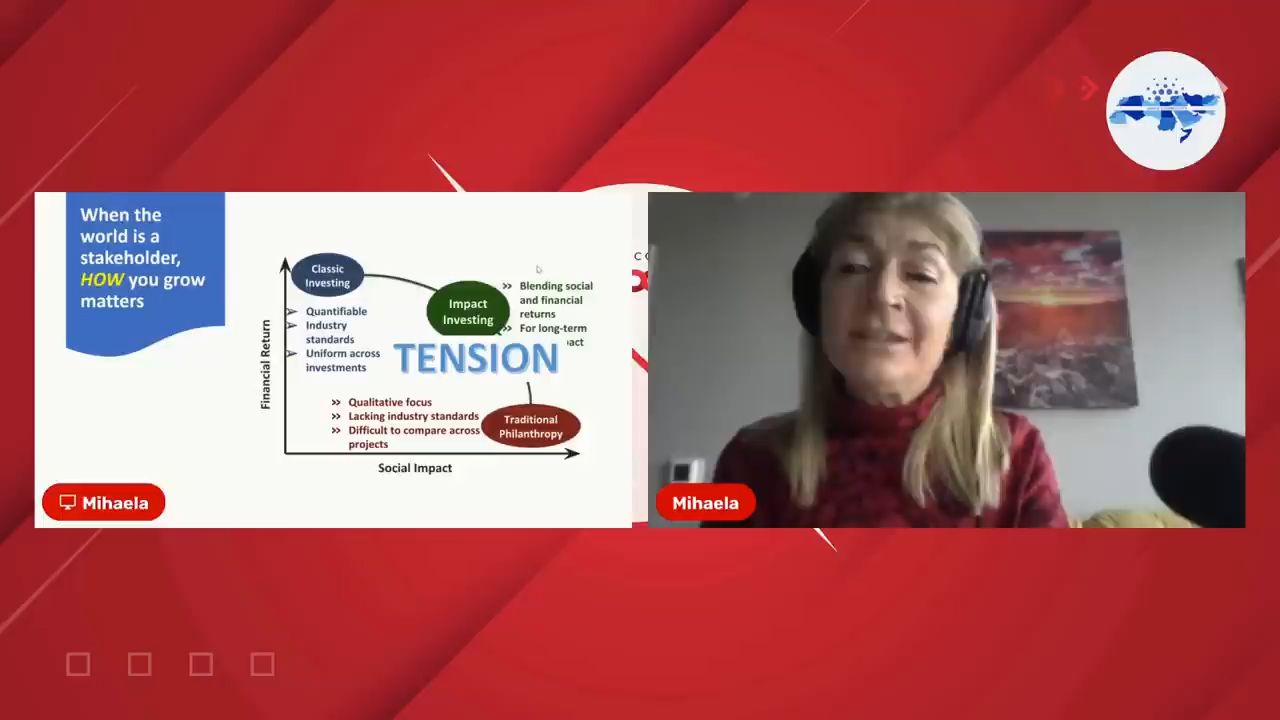 When the
world is a
stakeholder,
HOW you grow
matters
Financial Return
Classic
Investing
Quantifiable
Industry
standards
Uniform across
investments
Impact
Investing
Blending social
and financial
returns
For long-term
TENSION
Qualitative focus
Lacking industry standards
Difficult to compare across
projects
Traditional
Philanthropy
Social Impact
Mihaela
Mihaela